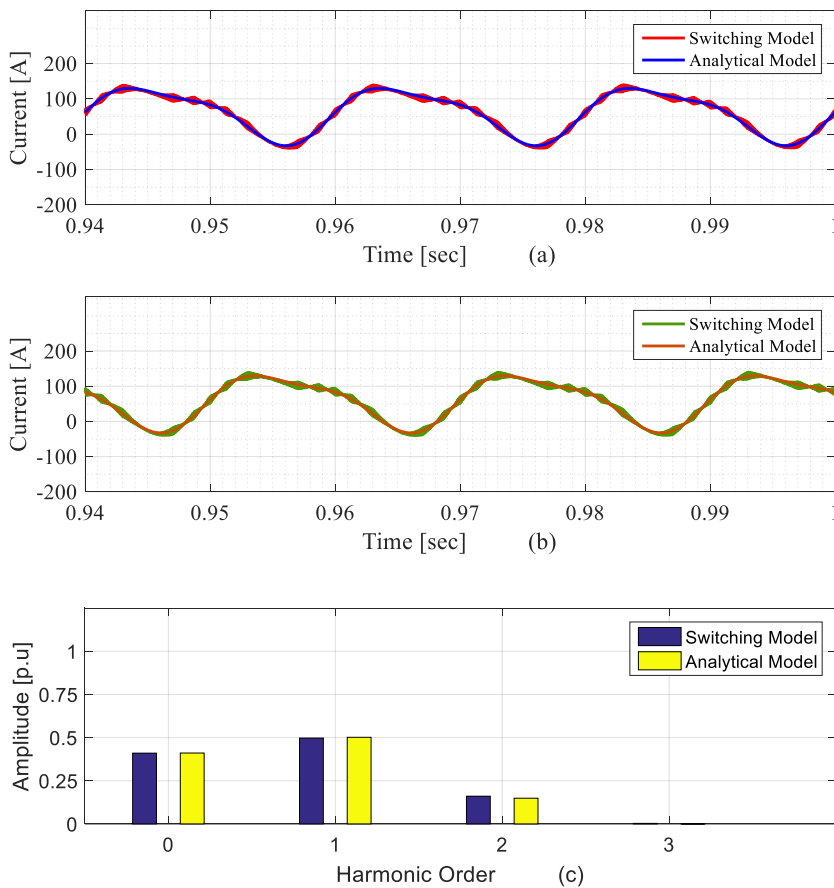 200
100
0
-100
-200
Current [A]
Switching Model
Analytical Model
0.94 0.95 0.96 0.97 0.98 0.99
Time [sec] (a)
200
100
0
-100
-200
Current [A]
Switching Model
Analytical Model
0.94 0.95 0.96 0.97 0.98 0.99
Time [sec] (b)
1
0.75
0.5
0.25
0
Amplitude [p.u]
Switching Model
Analytical Model
0 1 2 3
Harmonic Order (c)